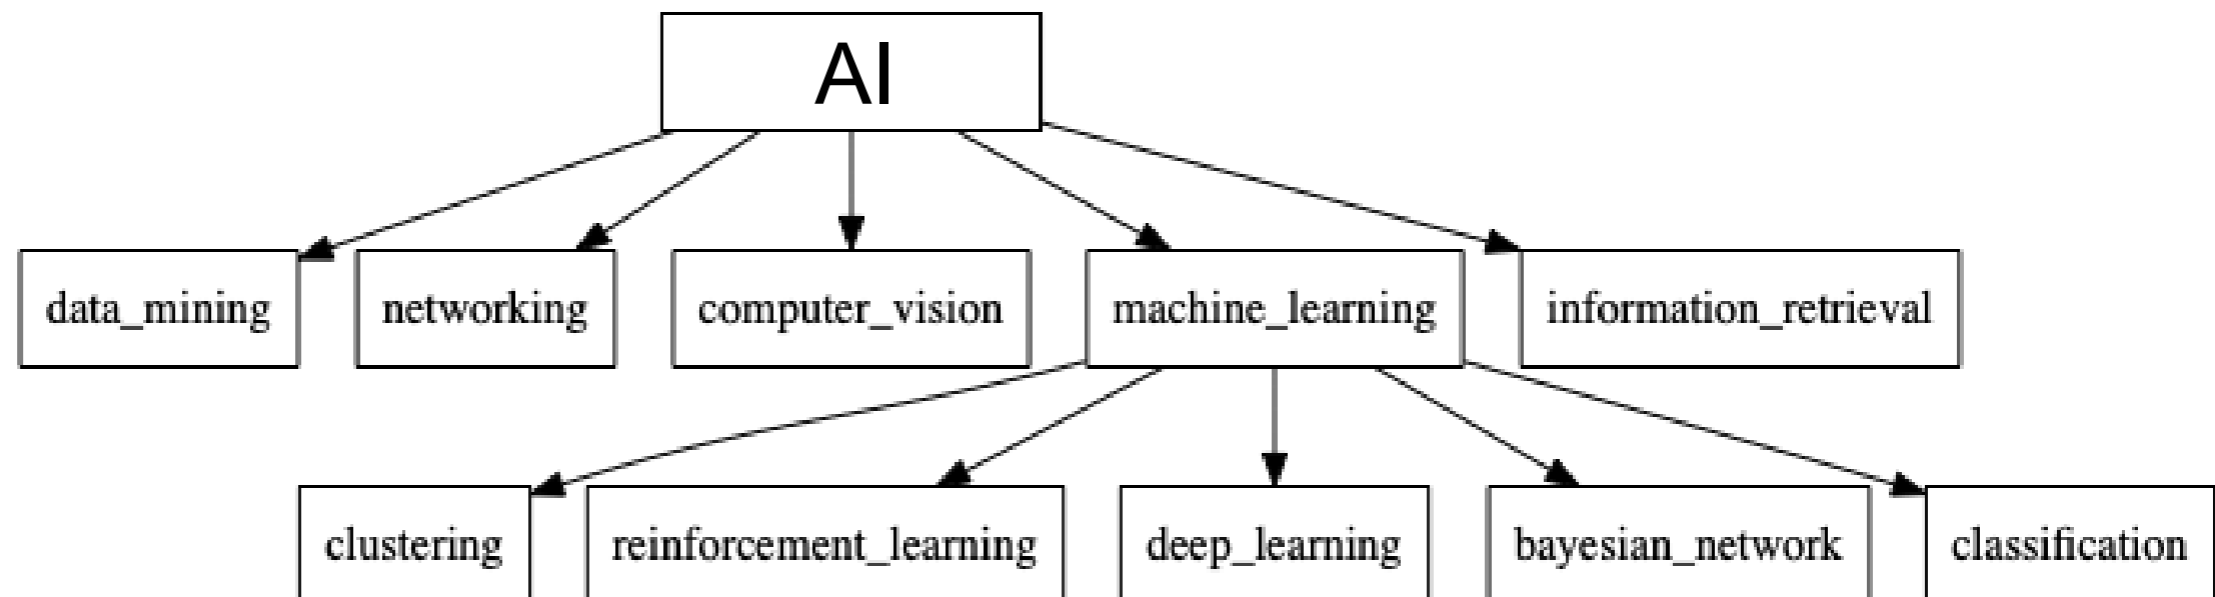 AI
data_mining
networking
computer_vision
machine_learning
information_retrieval
clustering
reinforcement_learning
deep_learning
bayesian_network
classification